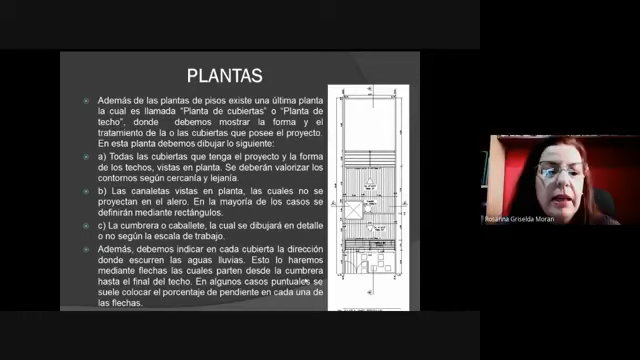 PLANTAS
Además de las plantas de pisos existe una última planta
la cual es llamada "Planta de cubiertas" o "Planta de
techo", donde debemos mostrar la forma y el
tratamiento de la o las cubiertas que posee el proyecto.
En esta planta debemos dibujar lo siguiente:
a) Todas las cubiertas que tenga el proyecto y la forma
de los techos, vistas en planta. Se deberán valorizar los
contornos según cercanía y lejanía.
b) Las canaletas vistas en planta, las cuales no se
proyectan en el alero. En la mayoría de los casos se
definirán mediante rectángulos.
c) La cumbrera o caballete, la cual se dibujará en detalle
o no según la escala de trabajo.
Además, debemos indicar en cada cubierta la dirección
donde escurren las aguas lluvias. Esto lo haremos
mediante flechas las cuales parten desde la cumbrera
hasta el final del techo. En algunos casos puntuales se
suele colocar el porcentaje de pendiente en cada una de
las flechas.
Rosanna Griselda Moran